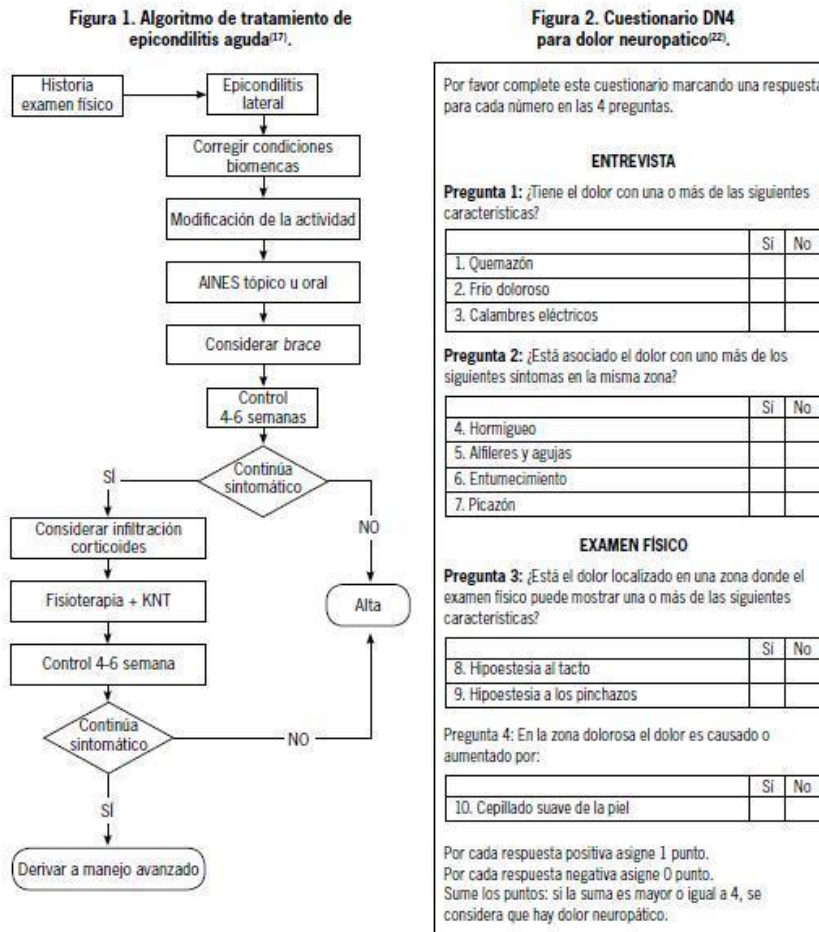 Figura 1. Algoritmo de tratamiento de
epicondilitis aguda(17).
Historia
examen físico
Epicondilitis
lateral
Corregir condiciones
biomencas
Modificación de la actividad
AINES tópico u oral
Considerar brace
Control
4-6 semanas
Continúa
sintomático
SÍ
NO
Considerar infiltración
corticoides
Fisioterapia + KNT
Alta
Control 4-6 semana
Continúa
sintomático
NO
SÍ
Derivar a manejo avanzado
Figura 2. Cuestionario DN4
para dolor neuropatico(22).
Por favor complete este cuestionario marcando una respuesta
para cada número en las 4 preguntas.
ENTREVISTA
Pregunta 1: ¿Tiene el dolor con una o más de las siguientes
características?
Sí No
1. Quemazón
2. Frío doloroso
3. Calambres eléctricos
Pregunta 2: ¿Está asociado el dolor con uno más de los
siguientes síntomas en la misma zona?
Sí No
4. Hormigueo
5. Alfileres y agujas
6. Entumecimiento
7. Picazón
EXAMEN FÍSICO
Pregunta 3: ¿Está el dolor localizado en una zona donde el
examen físico puede mostrar una o más de las siguientes
características?
Sí No
8. Hipoestesia al tacto
9. Hipoestesia a los pinchazos
Pregunta 4: En la zona dolorosa el dolor es causado o
aumentado por:
Sí No
10. Cepillado suave de la piel
Por cada respuesta positiva asigne 1 punto.
Por cada respuesta negativa asigne 0 punto.
Sume los puntos: si la suma es mayor o igual a 4, se
considera que hay dolor neuropático.